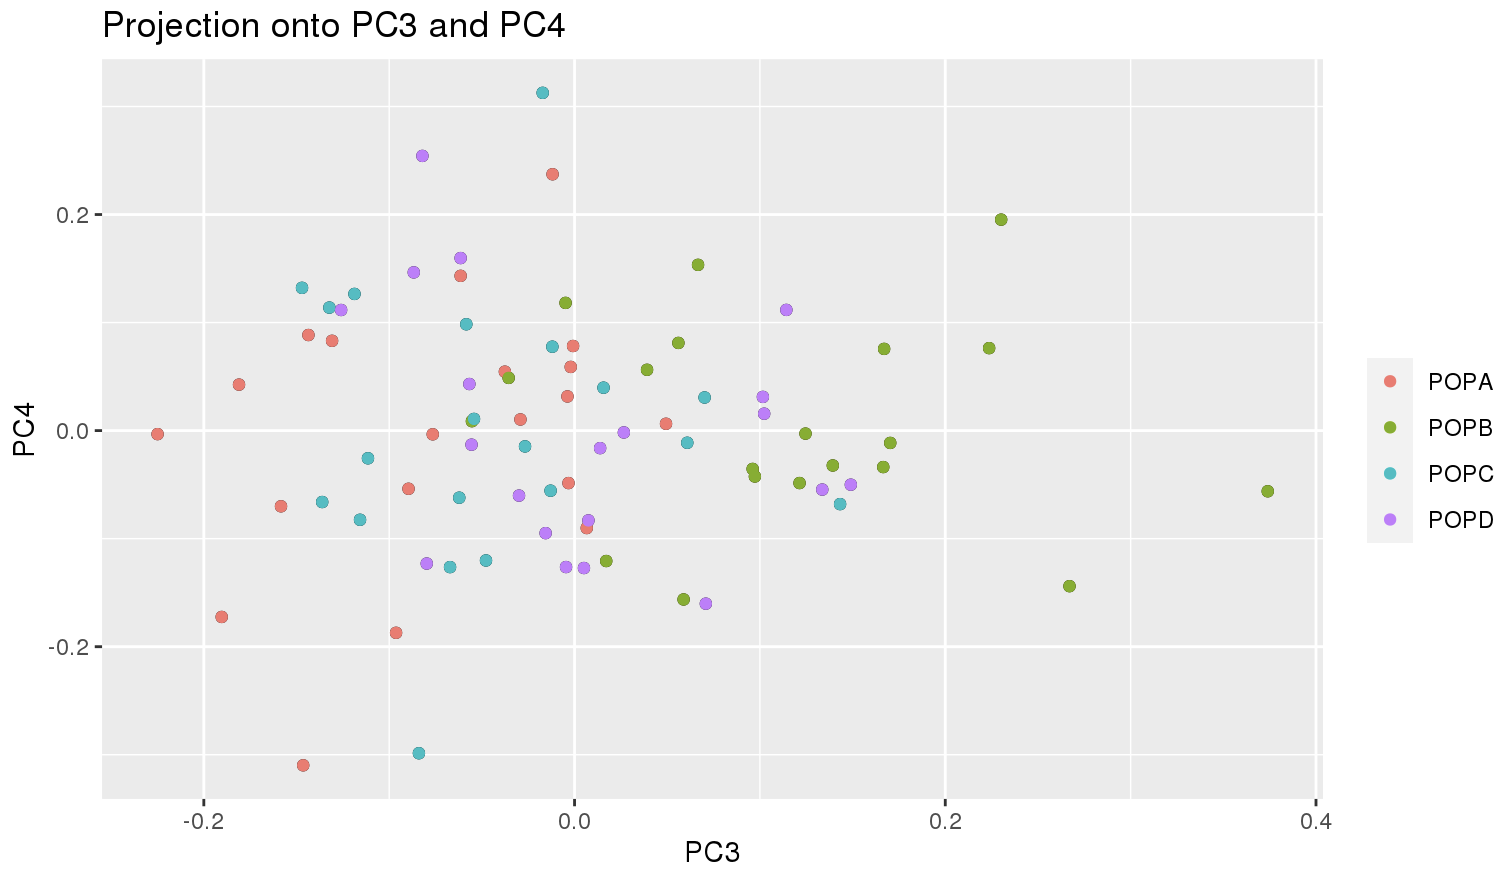 Projection onto PC3 and PC4
PC4
0.2
0.0
-0.2
-0.2
0.0
0.2
0.4
PC3
POPA
POPB
POPC
POPD